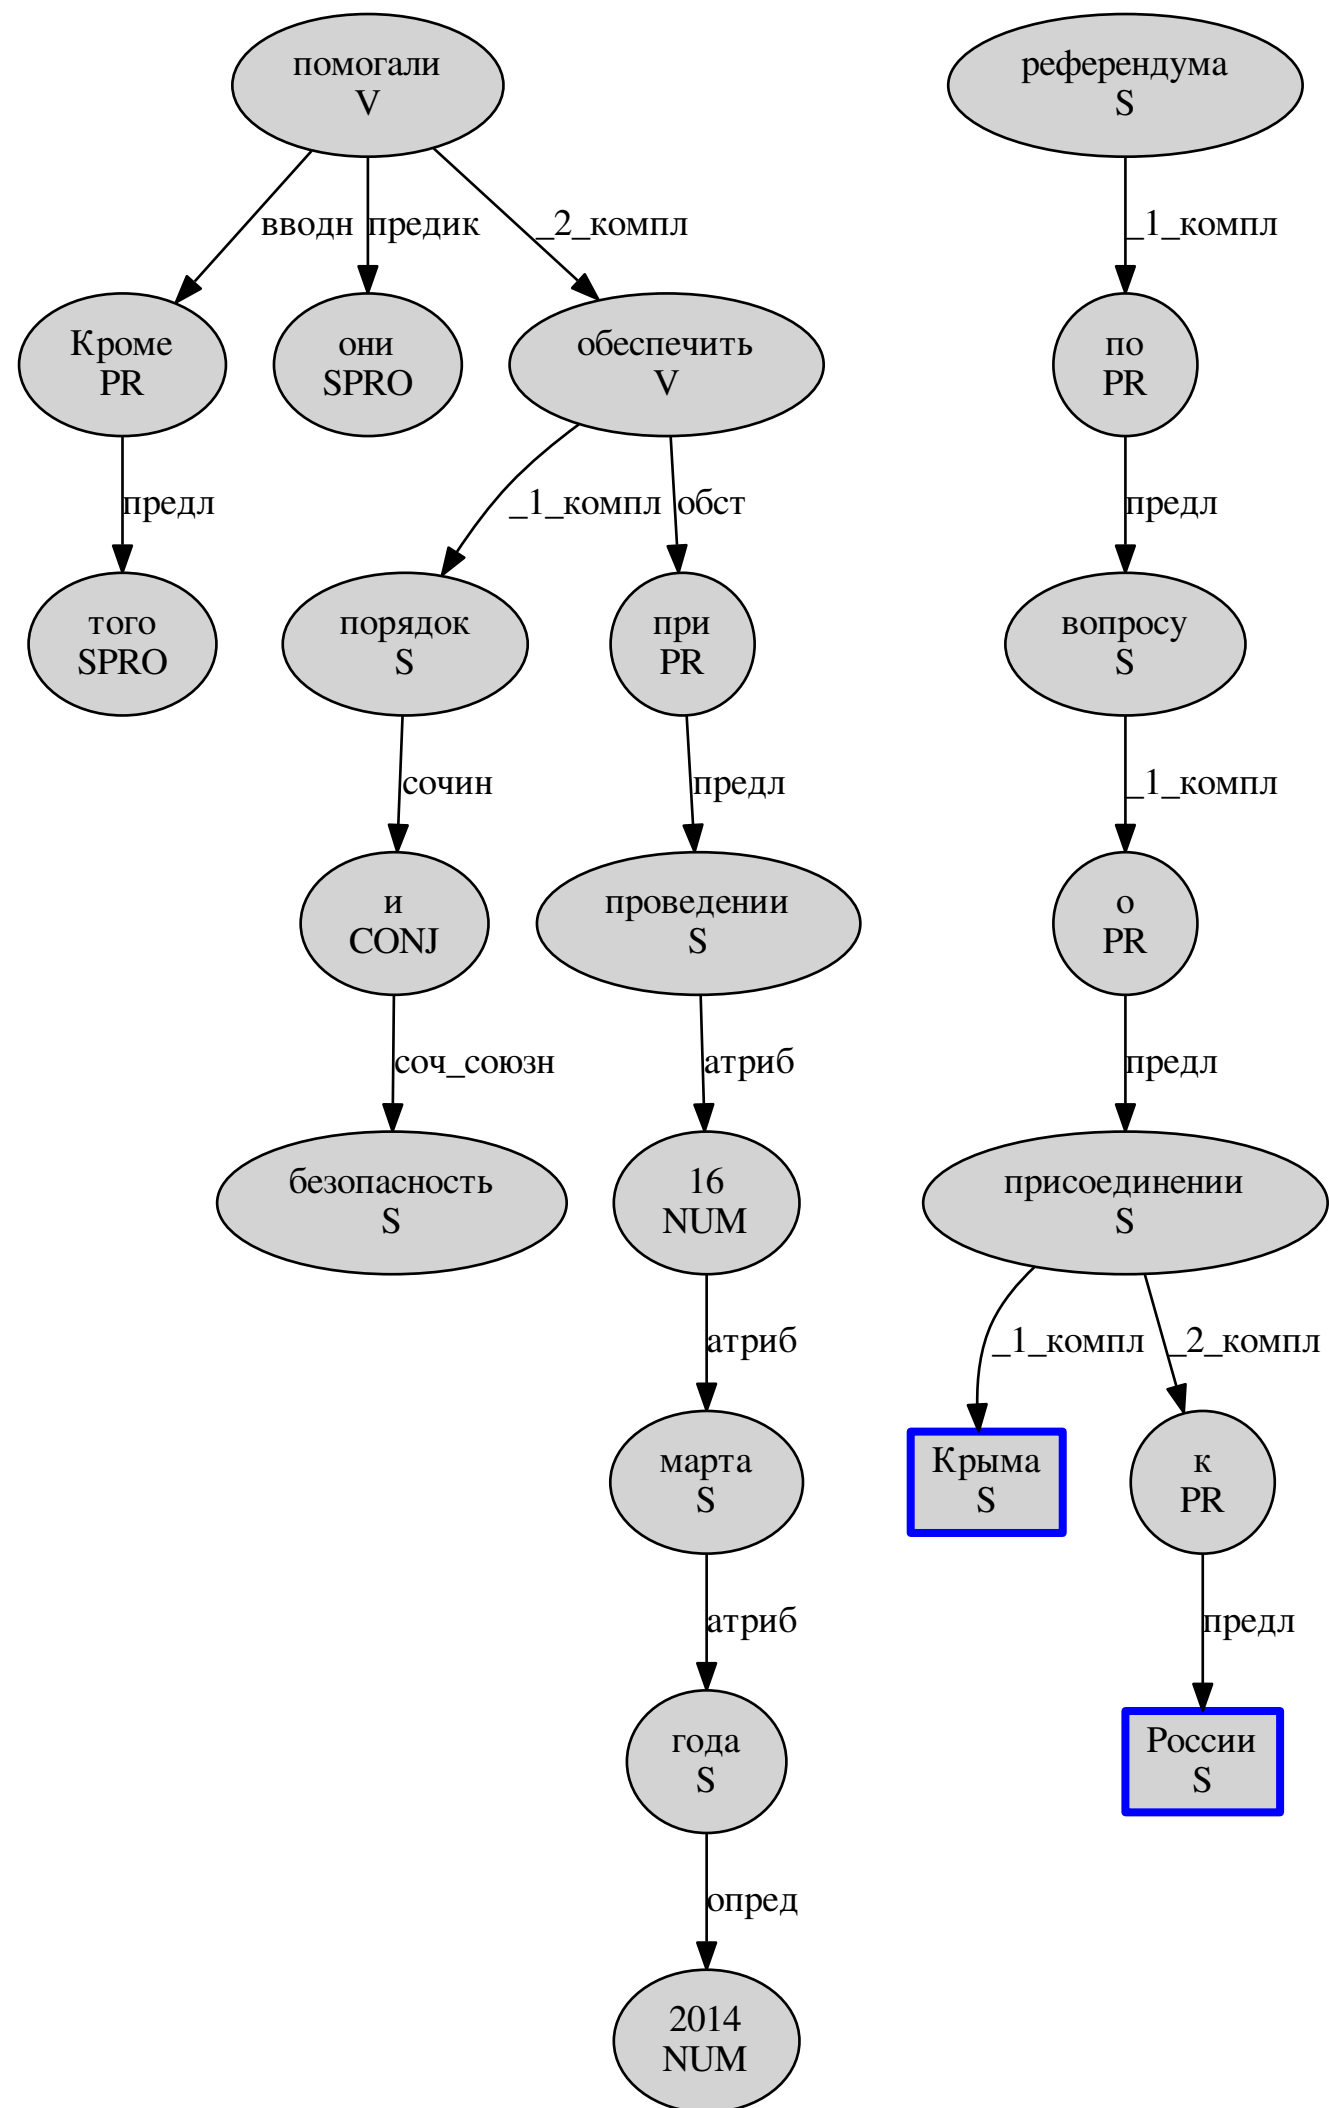 помогали
V
референдума
S
вводн
предик
_2_компл
_1_компл
Кроме
PR
они
SPRO
обеспечить
V
по
PR
предл
_1_компл
обст
предл
того
SPRO
порядок
S
при
PR
вопросу
S
сочин
предл
_1_компл
и
CONJ
проведении
S
о
PR
соч_союзн
атриб
предл
безопасность
S
16
NUM
присоединении
S
атриб
_1_компл
_2_компл
марта
S
Крыма
S
к
PR
атриб
предл
года
S
России
S
опред
2014
NUM